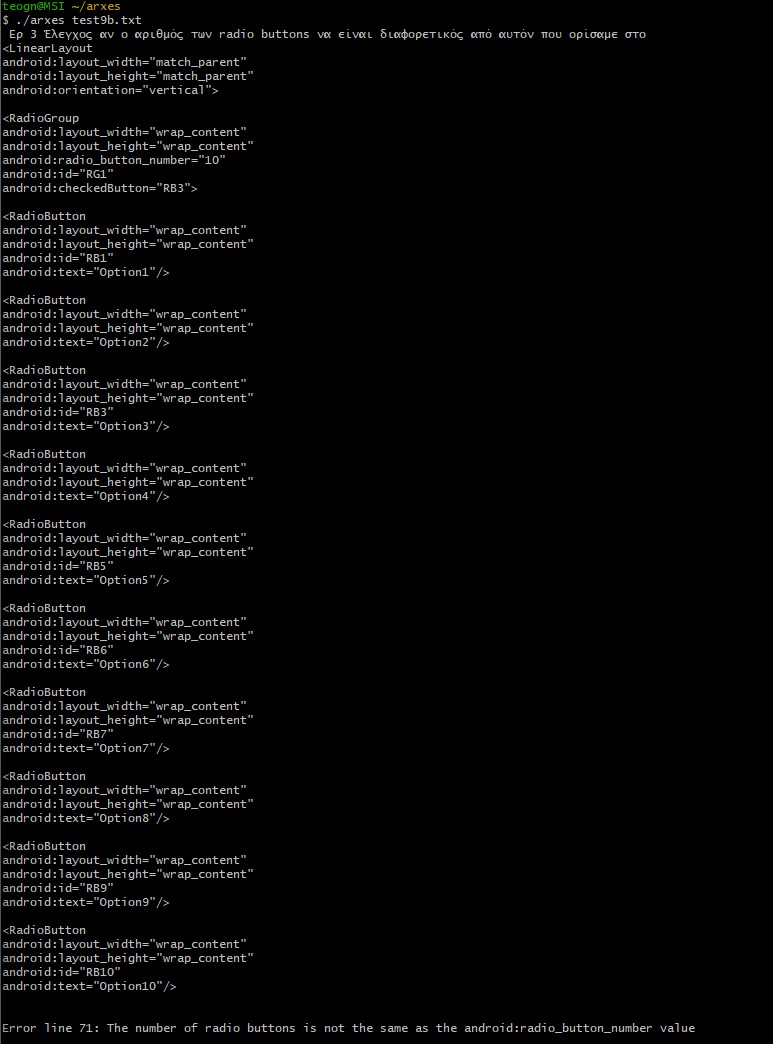 teogn@MSI ~/arxes
$ ./arxes test9b.txt
Ερ 3 Έλεγχος αν ο αριθμός των radio buttons να είναι διαφορετικός από αυτόν που ορίσαμε στο
<LinearLayout
android:layout_width="match_parent"
android:layout_height="match_parent"
android:orientation="vertical">
<RadioGroup
android:layout_width="wrap_content"
android:layout_height="wrap_content"
android:radio_button_number="10"
android:id="RG1"
android:checkedButton="RB3">
<RadioButton
android:layout_width="wrap_content"
android:layout_height="wrap_content"
android:id="RB1"
android:text="Option1"/>
<RadioButton
android:layout_width="wrap_content"
android:layout_height="wrap_content"
android:text="Option2"/>
<RadioButton
android:layout_width="wrap_content"
android:layout_height="wrap_content"
android:id="RB3"
android:text="Option3"/>
<RadioButton
android:layout_width="wrap_content"
android:layout_height="wrap_content"
android:text="Option4"/>
<RadioButton
android:layout_width="wrap_content"
android:layout_height="wrap_content"
android:id="RB5"
android:text="Option5"/>
<RadioButton
android:layout_width="wrap_content"
android:layout_height="wrap_content"
android:id="RB6"
android:text="Option6"/>
<RadioButton
android:layout_width="wrap_content"
android:layout_height="wrap_content"
android:id="RB7"
android:text="Option7"/>
<RadioButton
android:layout_width="wrap_content"
android:layout_height="wrap_content"
android:text="Option8"/>
<RadioButton
android:layout_width="wrap_content"
android:layout_height="wrap_content"
android:id="RB9"
android:text="Option9"/>
<RadioButton
android:layout_width="wrap_content"
android:layout_height="wrap_content"
android:id="RB10"
android:text="Option10"/>
Error line 71: The number of radio buttons is not the same as the android:radio_button_number value